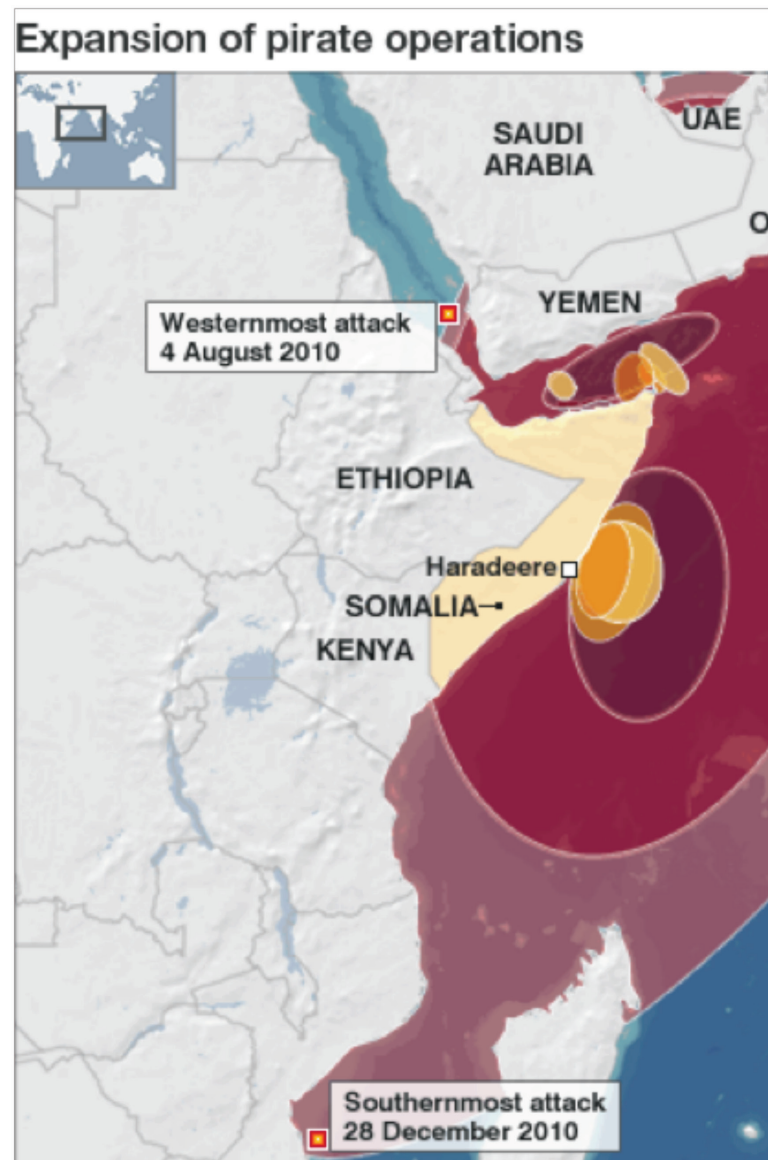 Expansion of pirate operations
SAUDI
ARABIA
UAE
O
YEMEN
Westernmost attack
4 August 2010
ETHIOPIA
Haradeere
SOMALIA
KENYA
Southernmost attack
28 December 2010